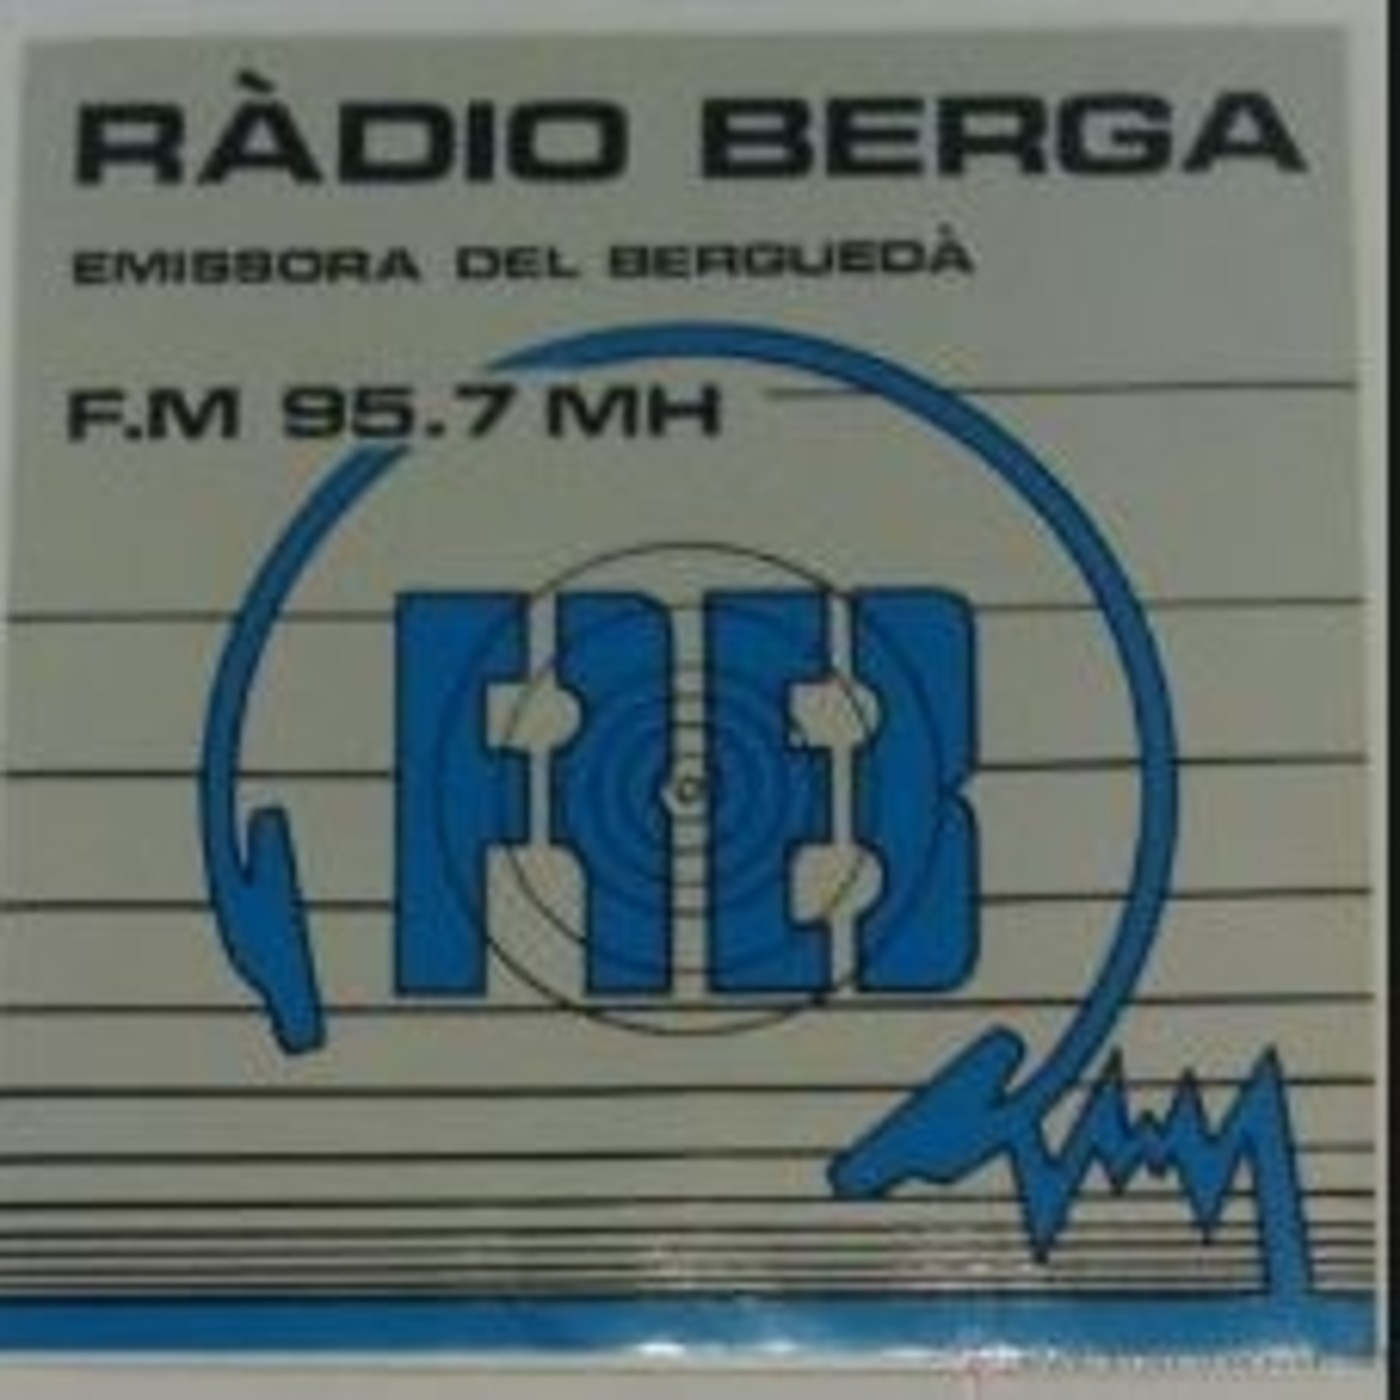 RÀDIO BERGA
EMISSORA DEL BERGUEDÀ
F.M 95.7 MH
RB